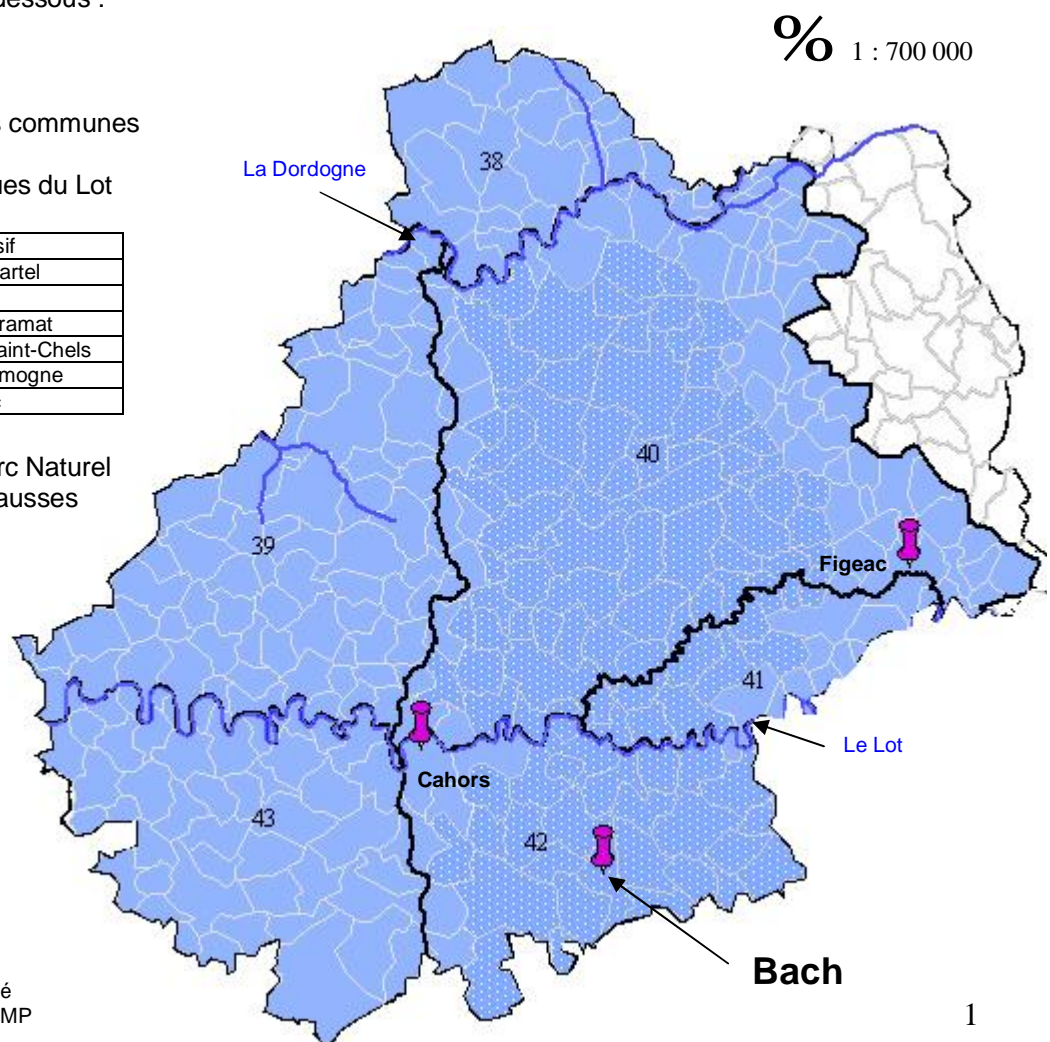 dessous :
% 1 : 700 000
s communes
ues du Lot
sif
artel
ramat
aint-Chels
mogne
c
rc Naturel
ausses
La Dordogne
38
40
39
Figeac
41
Le Lot
Cahors
43
42
Bach
é
MP
1